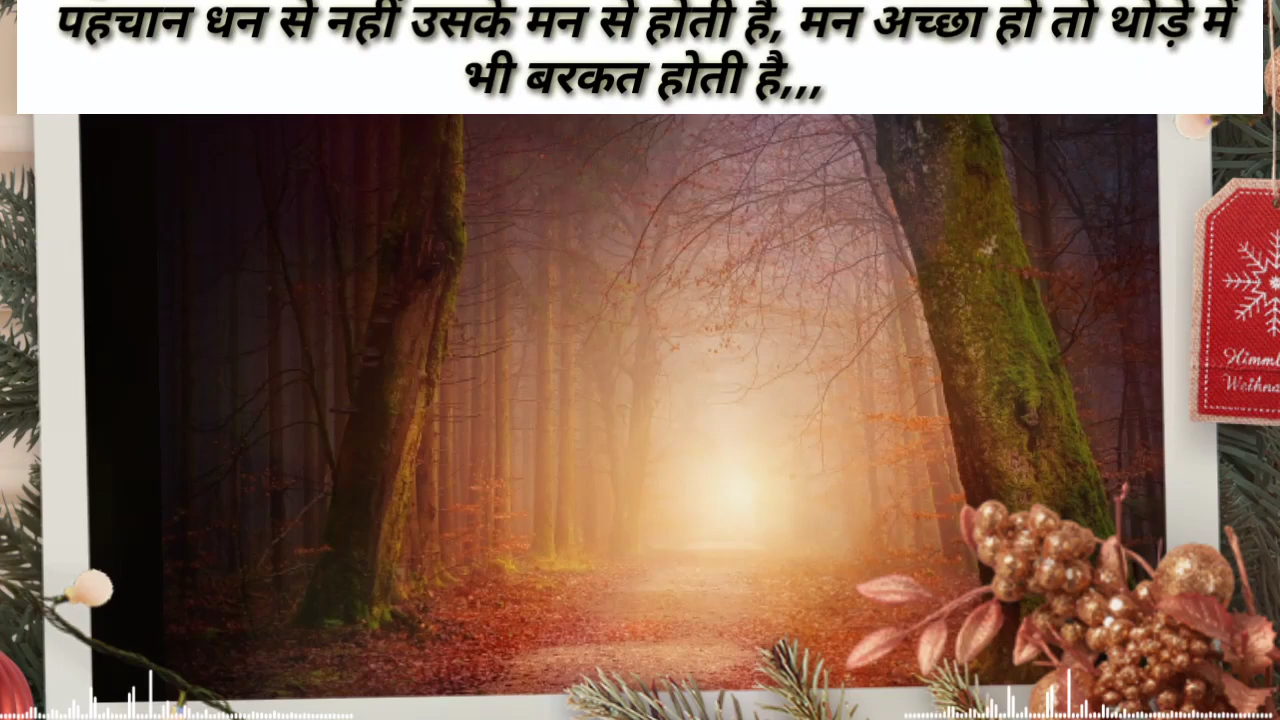 पहचान धन से नहीं उसके मन से होती है, मन अच्छा हो तो थोड़े में
भी बरकत होती है,,,